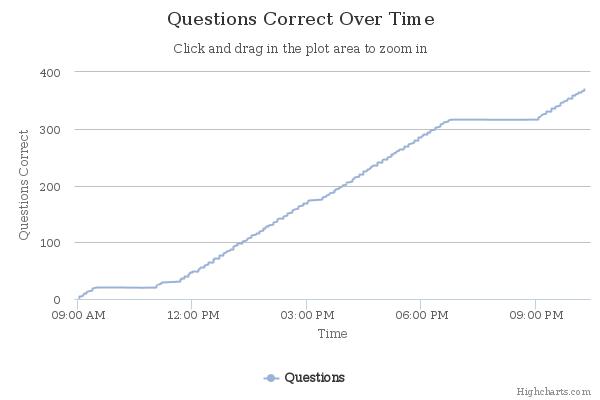 Questions Correct Over Time
Click and drag in the plot area to zoom in
Questions Correct
400
300
200
100
0
09:00 AM 12:00 PM 03:00 PM 06:00 PM 09:00 PM
Time
Questions
Highcharts.com